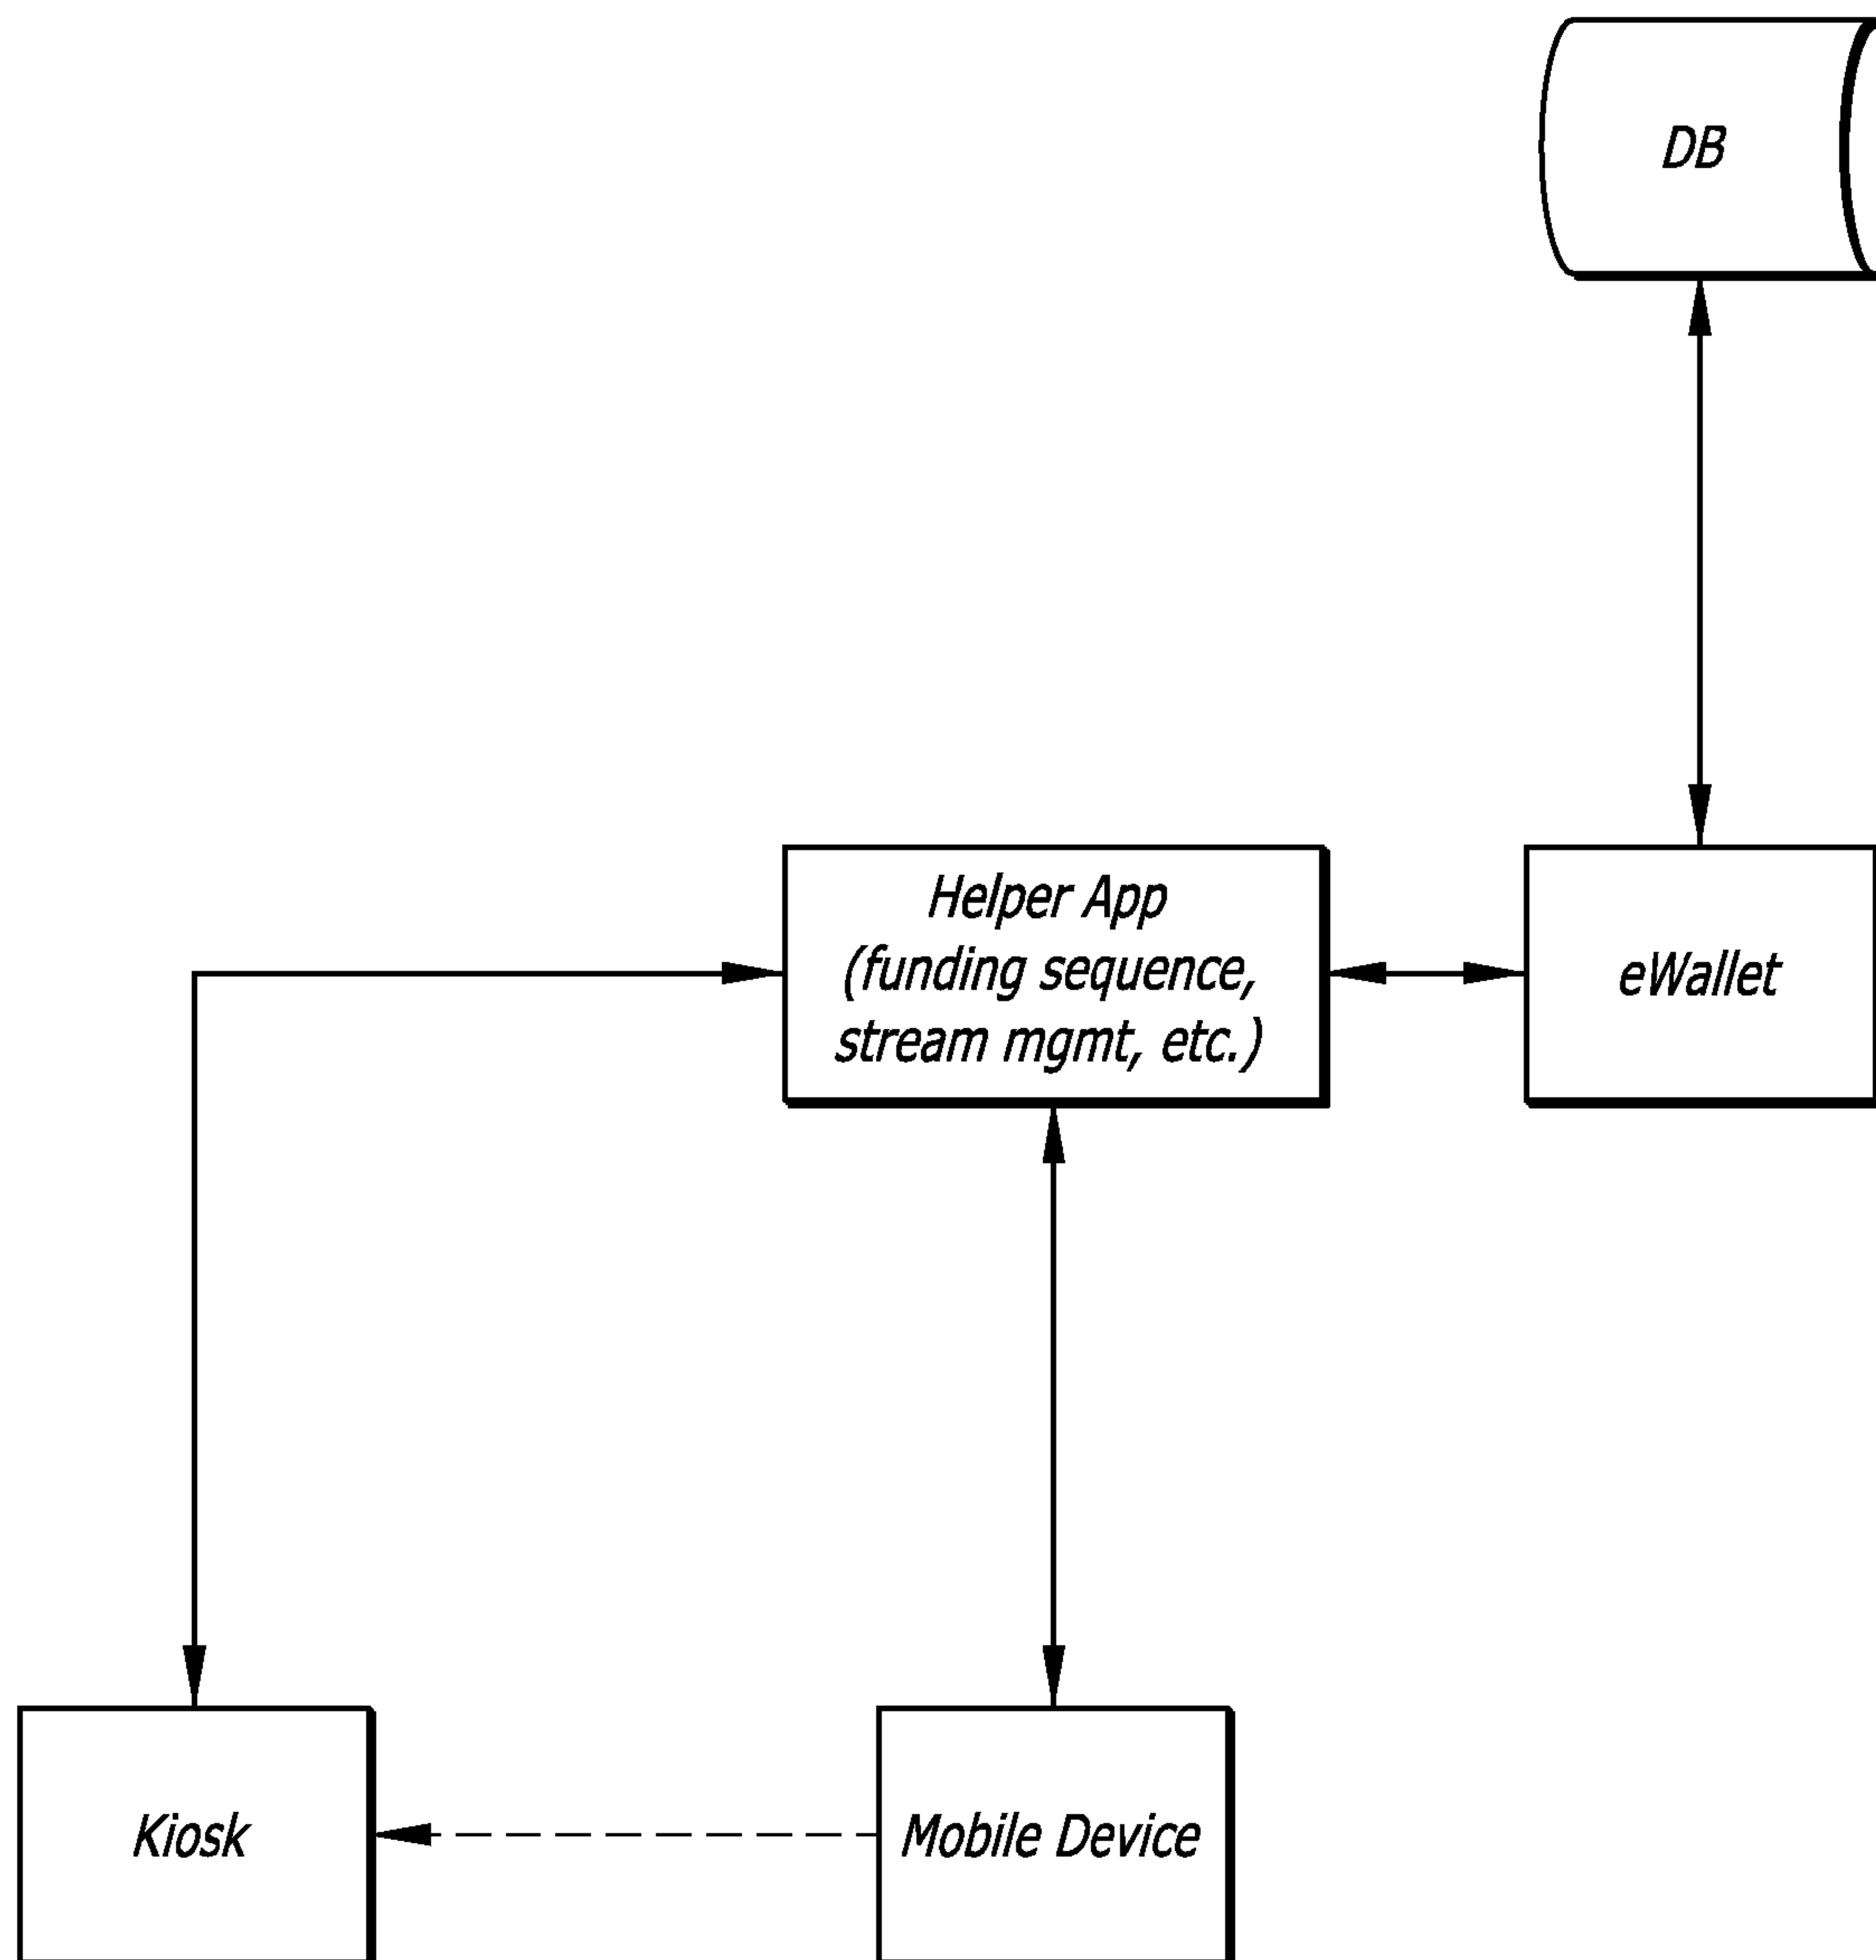 DB
Helper App
(funding sequence,
stream mgmt, etc.)
eWallet
Kiosk
Mobile Device